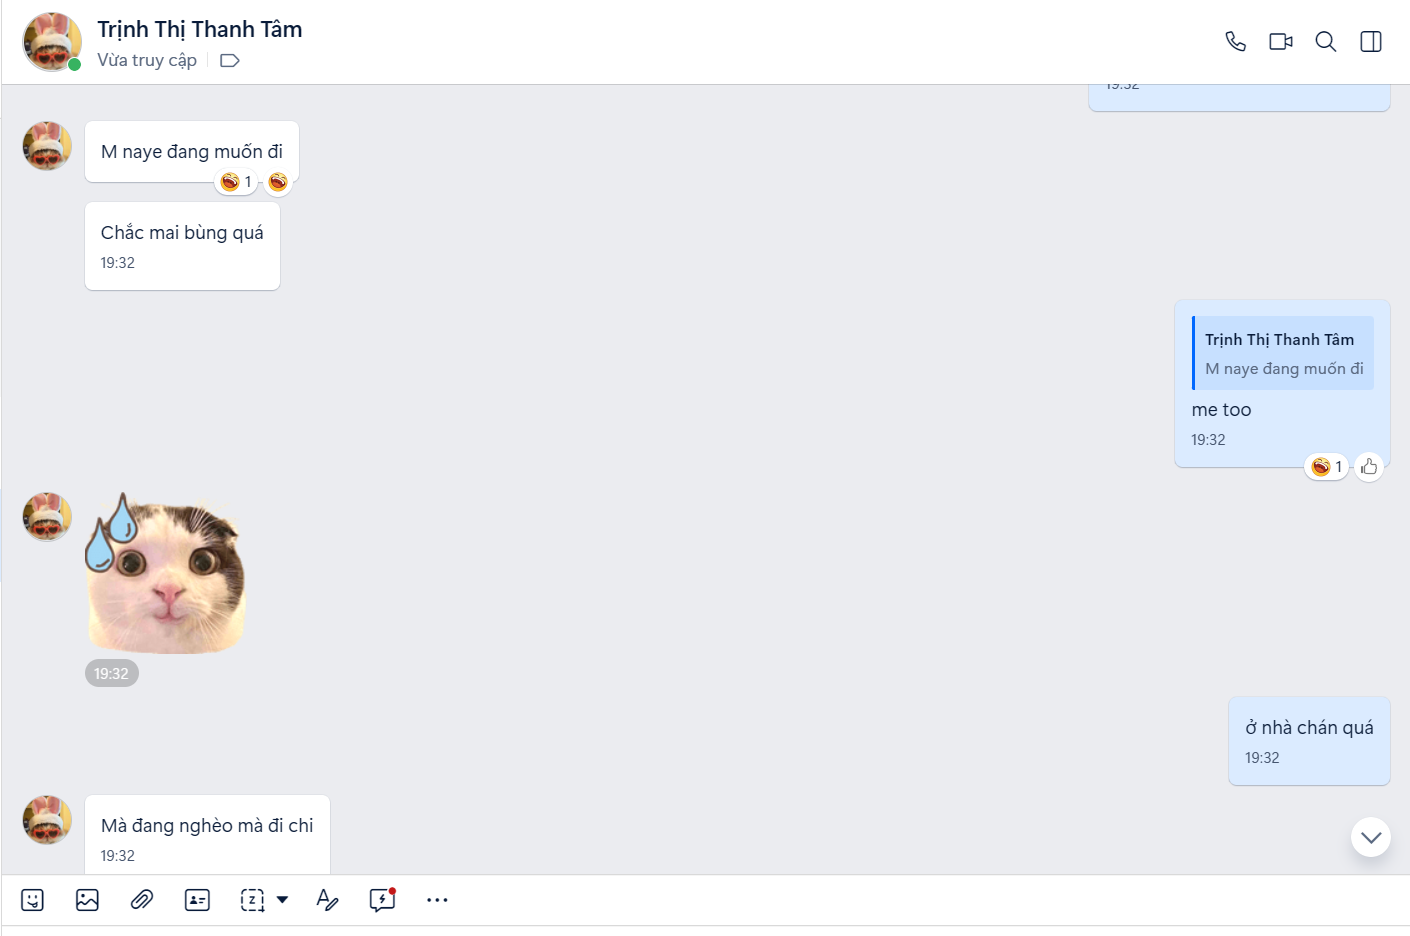 Trịnh Thị Thanh Tâm
Vừa truy cập
19:32
M naye đang muốn đi
1
Chắc mai bùng quá
19:32
Trịnh Thị Thanh Tâm
M naye đang muốn đi
me too
19:32
1
19:32
ở nhà chán quá
19:32
Mà đang nghèo mà đi chi
19:32